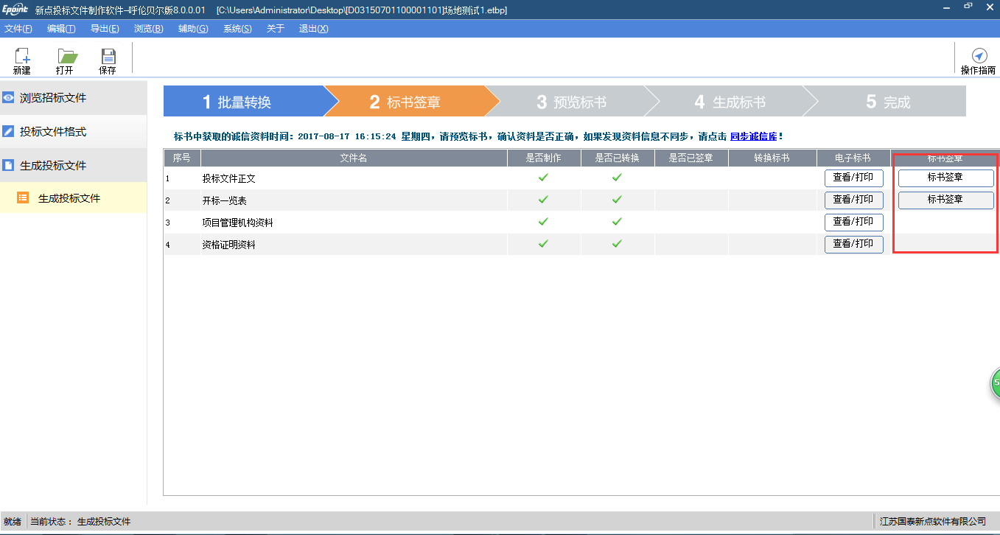 Epoint 新点投标文件制作软件--呼伦贝尔版8.0.0.01 [C:\Users\Administrator\Desktop\[D03150701100001101]场地测试1.etbp]
文件(F) 编辑(T) 导出(E) 浏览(B) 辅助(G) 系统(S) 关于 退出(X)
新建 打开 保存 操作指南
浏览招标文件
投标文件格式
生成投标文件
生成投标文件
1 批量转换 2 标书签章 3 预览标书 4 生成标书 5 完成
标书中获取的诚信资料时间：2017-08-17 16:15:24 星期四，请预览标书，确认资料是否正确，如果发现资料信息不同步，请点击 同步诚信库！
序号 文件名 是否制作 是否已转换 是否已签章 转换标书 电子标书 标书签章
1 投标文件正文 查看/打印 标书签章
2 开标一览表 查看/打印 标书签章
3 项目管理机构资料 查看/打印
4 资格证明资料 查看/打印
5
就绪 当前状态： 生成投标文件 江苏国泰新点软件有限公司